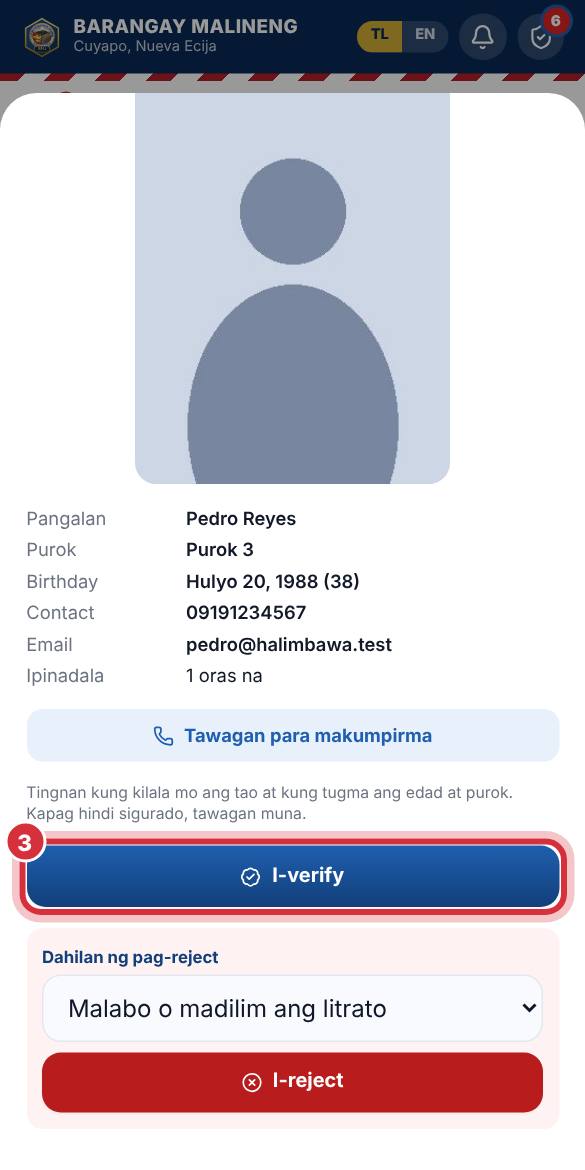 BARANGAY MALINENG
Cuyapo, Nueva Ecija
TL EN
6
Pangalan Pedro Reyes
Purok Purok 3
Birthday Hulyo 20, 1988 (38)
Contact 09191234567
Email pedro@halimbawa.test
Ipinadala 1 oras na
Tawagan para makumpirma
Tingnan kung kilala mo ang tao at kung tugma ang edad at purok.
Kapag hindi sigurado, tawagan muna.
3
I-verify
Dahilan ng pag-reject
Malabo o madilim ang litrato
I-reject